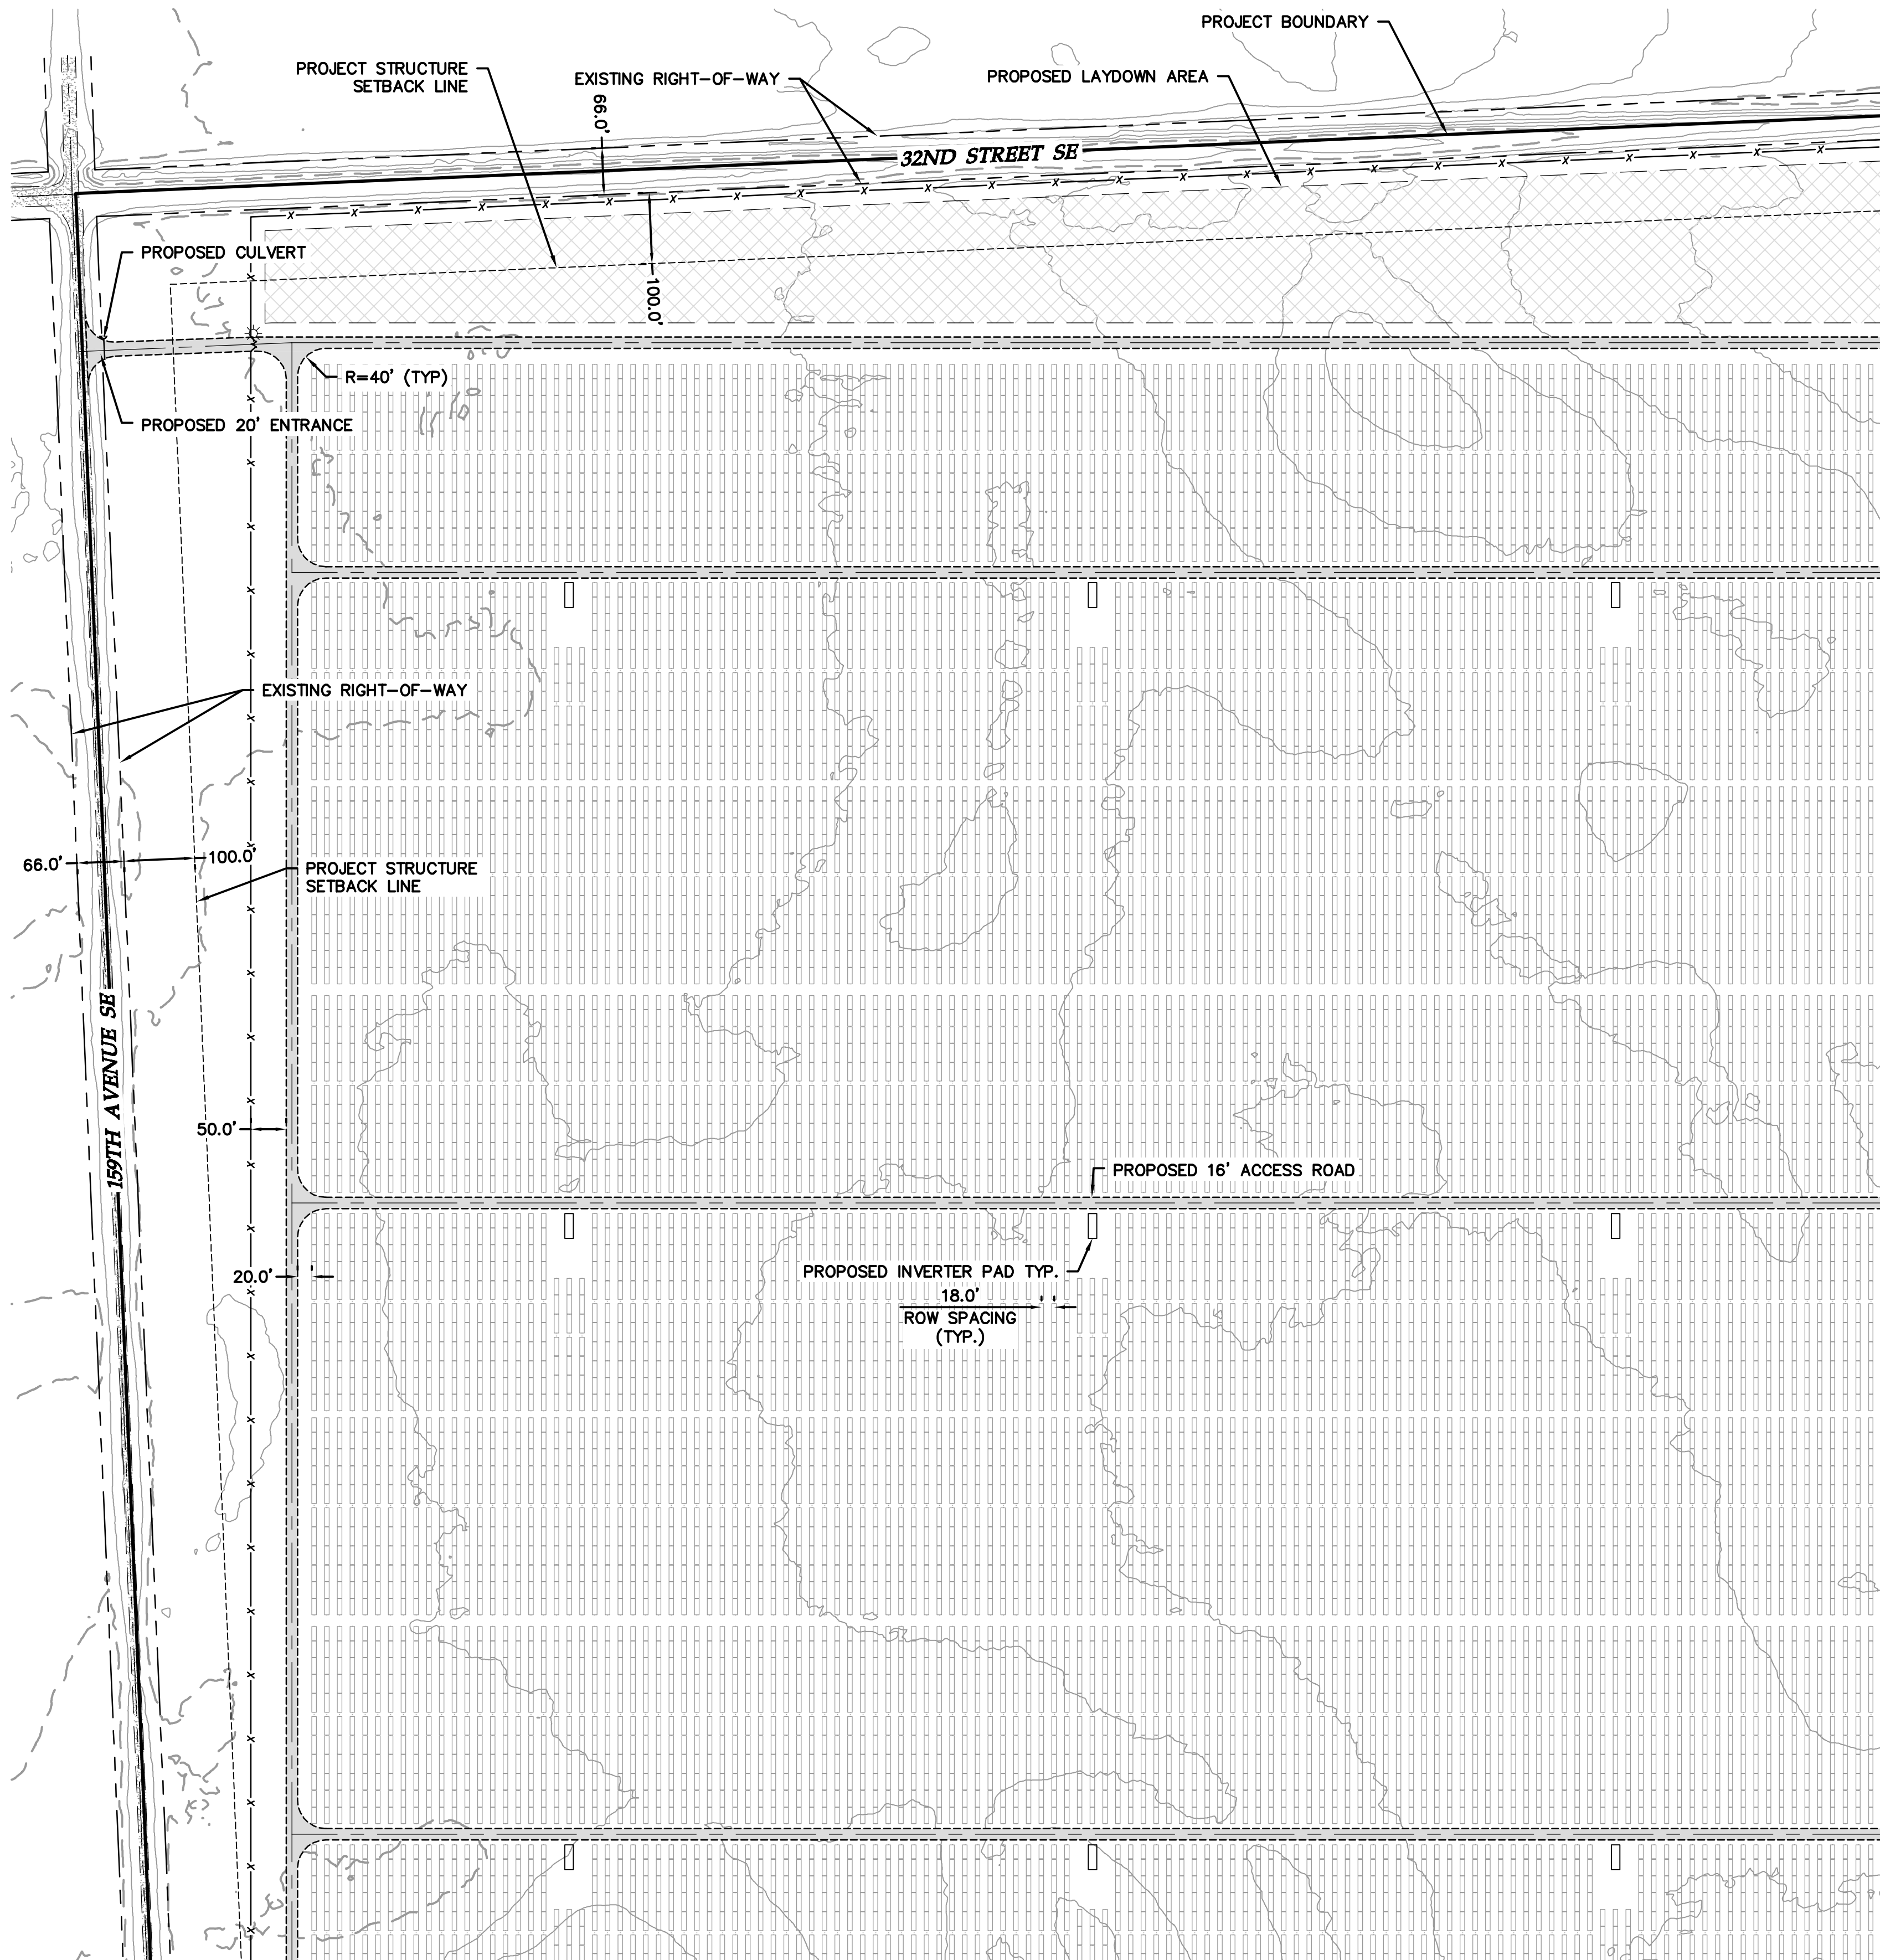 PROJECT BOUNDARY
PROJECT STRUCTURE
SETBACK LINE
EXISTING RIGHT-OF-WAY
PROPOSED LAYDOWN AREA
66.0'
32ND STREET SE
PROPOSED CULVERT
100.0'
R=40' (TYP)
PROPOSED 20' ENTRANCE
EXISTING RIGHT-OF-WAY
66.0'
100.0'
PROJECT STRUCTURE
SETBACK LINE
159TH AVENUE SE
50.0'
PROPOSED 16' ACCESS ROAD
20.0'
PROPOSED INVERTER PAD TYP.
18.0'
ROW SPACING
(TYP.)